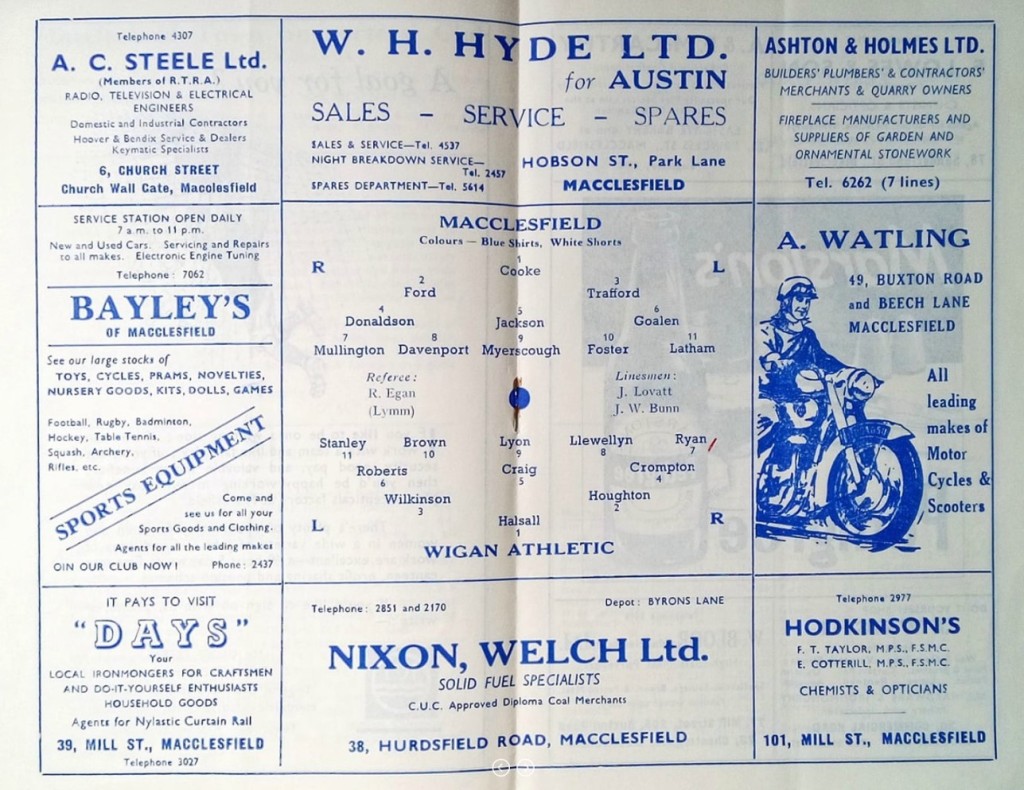 Telephone 4307
A. C. STEELE Ltd.
(Members of R.T.R.A.)
RADIO, TELEVISION & ELECTRICAL
ENGINEERS
Domestic and Industrial Contractors
Hoover & Bendix Service & Dealers
Keymatic Specialists
6, CHURCH STREET
Church Wall Gate, Macclesfield
W. H. HYDE LTD.
for AUSTIN
SALES – SERVICE – SPARES
SALES & SERVICE—Tel. 4537
NIGHT BREAKDOWN SERVICE—
Tel. 2457
SPARES DEPARTMENT—Tel. 5614
HOBSON ST., Park Lane
MACCLESFIELD
ASHTON & HOLMES LTD.
BUILDERS' PLUMBERS' & CONTRACTORS'
MERCHANTS & QUARRY OWNERS
FIREPLACE MANUFACTURERS AND
SUPPLIERS OF GARDEN AND
ORNAMENTAL STONEWORK
Tel. 6262 (7 lines)
SERVICE STATION OPEN DAILY
7 a.m. to 11 p.m.
New and Used Cars. Servicing and Repairs
to all makes. Electronic Engine Tuning
Telephone: 7062
BAYLEY'S
OF MACCLESFIELD
See our large stocks of
TOYS, CYCLES, PRAMS, NOVELTIES,
NURSERY GOODS, KITS, DOLLS, GAMES
Football, Rugby, Badminton,
Hockey, Table Tennis,
Squash, Archery,
Rifles, etc.
SPORTS EQUIPMENT
Come and
see us for all your
Sports Goods and Clothing.
Agents for all the leading makes
OIN OUR CLUB NOW! Phone: 2437
MACCLESFIELD
Colours — Blue Shirts, White Shorts
R L
1
Cooke
2 3
Ford Trafford
4 5 6
Donaldson Jackson Goalen
7 8 9 10 11
Mullington Davenport Myerscough Foster Latham
Referee: Linesmen:
R. Egan J. Lovatt
(Lymm) J. W. Bunn
Stanley Brown Lyon Llewellyn Ryan
11 10 9 8 7
Roberts Craig Crompton
6 5 4
Wilkinson Houghton
3 2
Halsall
1
L R
WIGAN ATHLETIC
A. WATLING
49, BUXTON ROAD
and BEECH LANE
MACCLESFIELD
All
leading
makes of
Motor
Cycles &
Scooters
IT PAYS TO VISIT
"DAYS"
Your
LOCAL IRONMONGERS FOR CRAFTSMEN
AND DO-IT-YOURSELF ENTHUSIASTS
HOUSEHOLD GOODS
Agents for Nylastic Curtain Rail
39, MILL ST., MACCLESFIELD
Telephone 3027
Telephone: 2851 and 2170 Depot: BYRONS LANE
NIXON, WELCH Ltd.
SOLID FUEL SPECIALISTS
C.U.C. Approved Diploma Coal Merchants
38, HURDSFIELD ROAD, MACCLESFIELD
Telephone 2977
HODKINSON'S
F. T. TAYLOR, M.P.S., F.S.M.C.
E. COTTERILL, M.P.S., F.S.M.C.
CHEMISTS & OPTICIANS
101, MILL ST., MACCLESFIELD